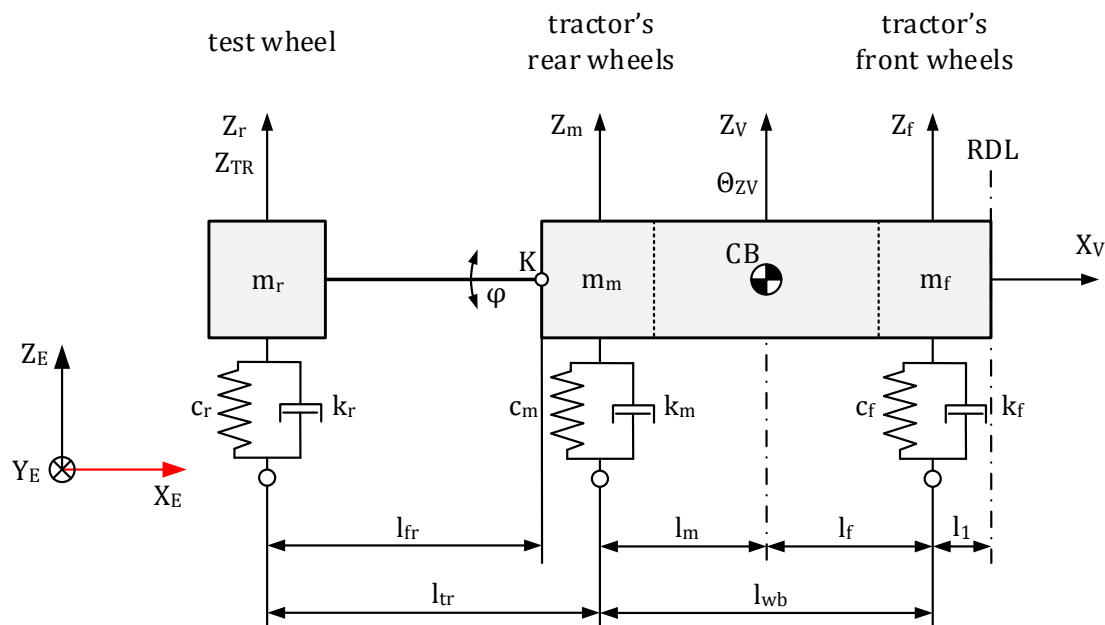 test wheel
tractor's
rear wheels
tractor's
front wheels
Zr
ZTR
Zm
ZV
ΘZV
Zf
RDL
XV
mr
K
φ
mm
CB
mf
ZE
YE
XE
cr
kr
cm
km
cf
kf
lfr
lm
lf
l1
ltr
lwb